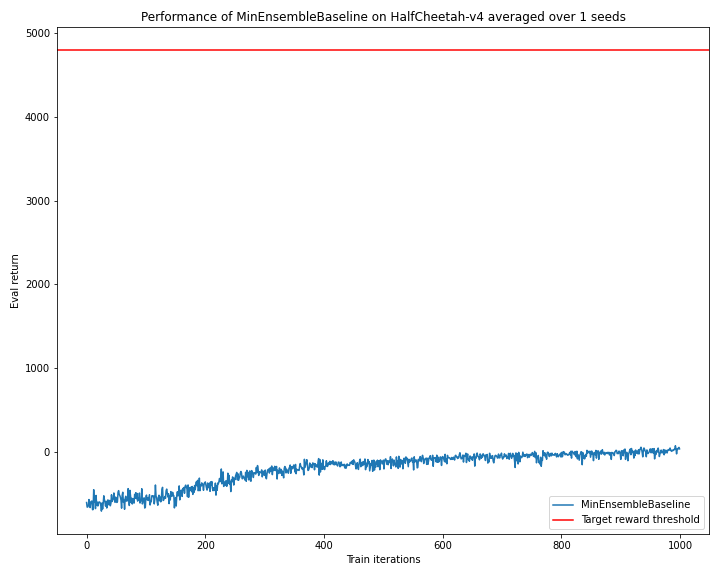 Performance of MinEnsembleBaseline on HalfCheetah-v4 averaged over 1 seeds
5000
4000
3000
2000
1000
0
Eval return
0
200
400
600
800
1000
Train iterations
MinEnsembleBaseline
Target reward threshold